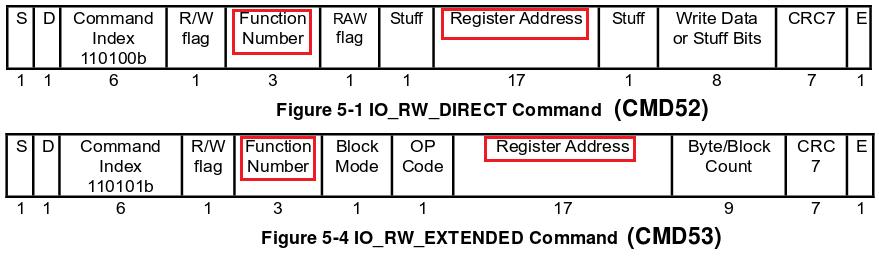 S D Command R/W Function RAW Stuff Register Address Stuff Write Data CRC7 E
Index flag Number flag or Stuff Bits
110100b
1 1 6 1 3 1 1 17 1 8 7 1
Figure 5-1 IO_RW_DIRECT Command (CMD52)
S D Command R/W Function Block OP Register Address Byte/Block CRC E
Index flag Number Mode Code Count 7
110101b
1 1 6 1 3 1 1 17 9 7 1
Figure 5-4 IO_RW_EXTENDED Command (CMD53)